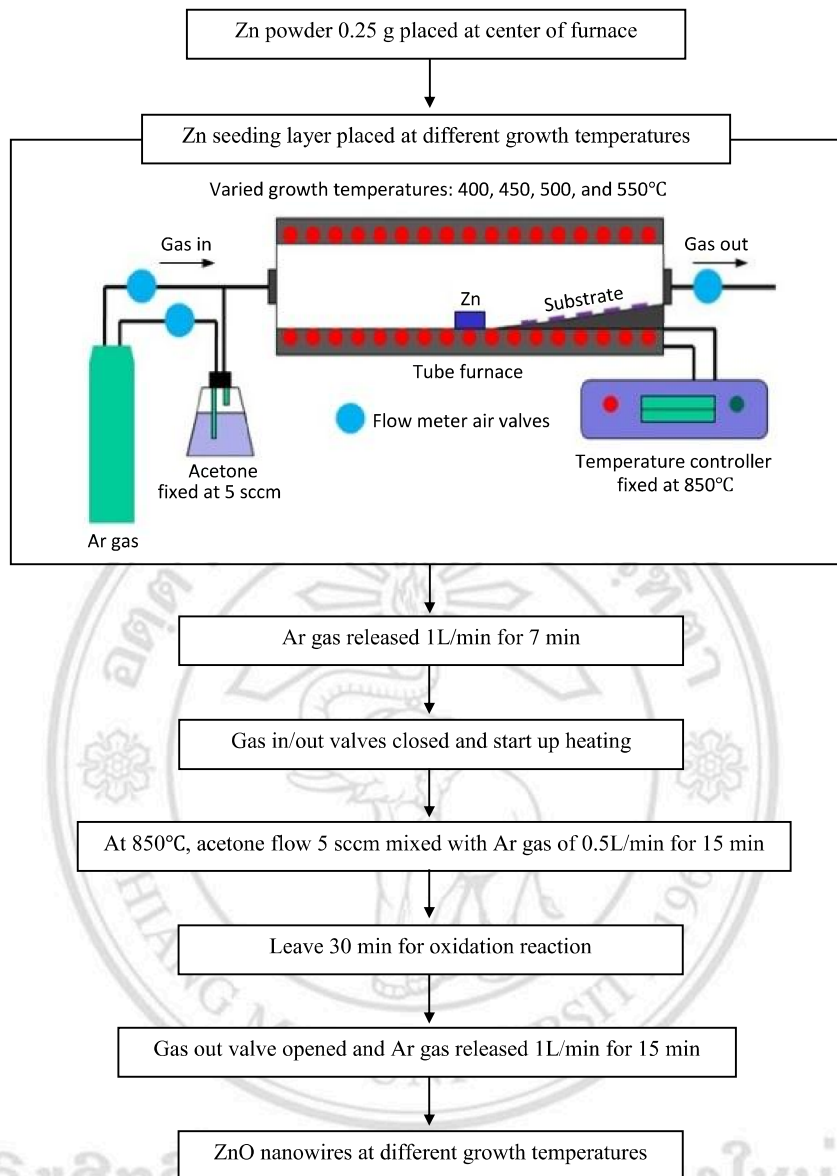 Zn powder 0.25 g placed at center of furnace
Zn seeding layer placed at different growth temperatures
Varied growth temperatures: 400, 450, 500, and 550°C
Gas in
Gas out
Zn
Substrate
Tube furnace
Flow meter air valves
Acetone
fixed at 5 sccm
Temperature controller
fixed at 850°C
Ar gas
Ar gas released 1L/min for 7 min
Gas in/out valves closed and start up heating
At 850°C, acetone flow 5 sccm mixed with Ar gas of 0.5L/min for 15 min
Leave 30 min for oxidation reaction
Gas out valve opened and Ar gas released 1L/min for 15 min
ZnO nanowires at different growth temperatures